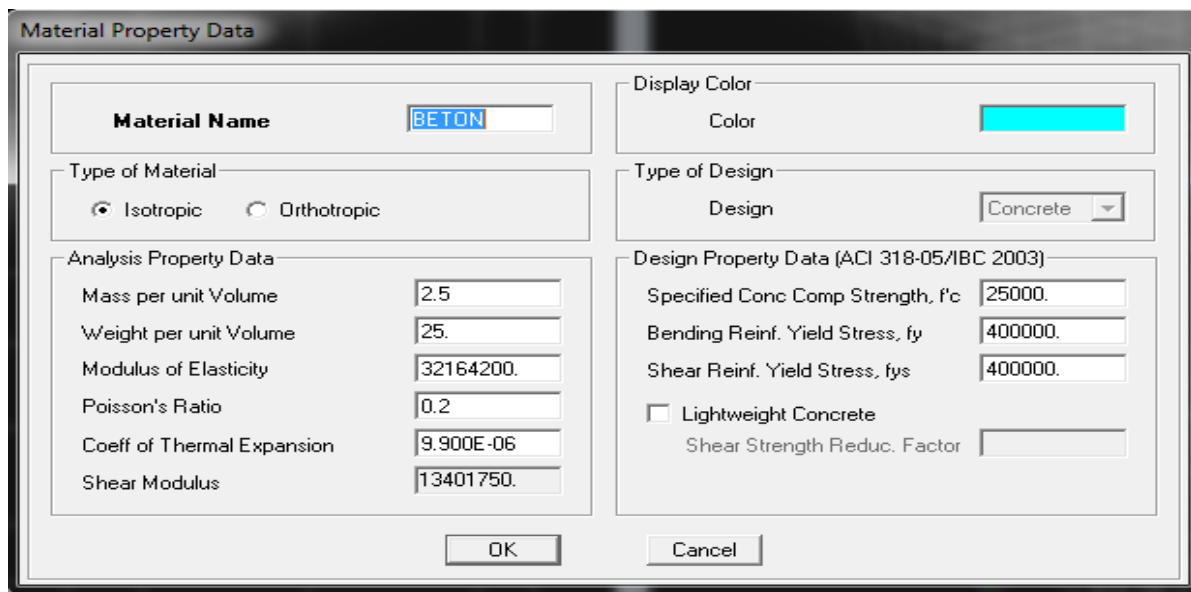 Material Property Data
Material Name BETON
Display Color
Color
Type of Material
Isotropic Orthotropic
Type of Design
Design Concrete
Analysis Property Data
Mass per unit Volume 2.5
Weight per unit Volume 25.
Modulus of Elasticity 32164200.
Poisson's Ratio 0.2
Coeff of Thermal Expansion 9.900E-06
Shear Modulus 13401750.
Design Property Data (ACI 318-05/IBC 2003)
Specified Conc Comp Strength, f'c 25000.
Bending Reinf. Yield Stress, fy 400000.
Shear Reinf. Yield Stress, fys 400000.
Lightweight Concrete
Shear Strength Reduc. Factor
OK Cancel